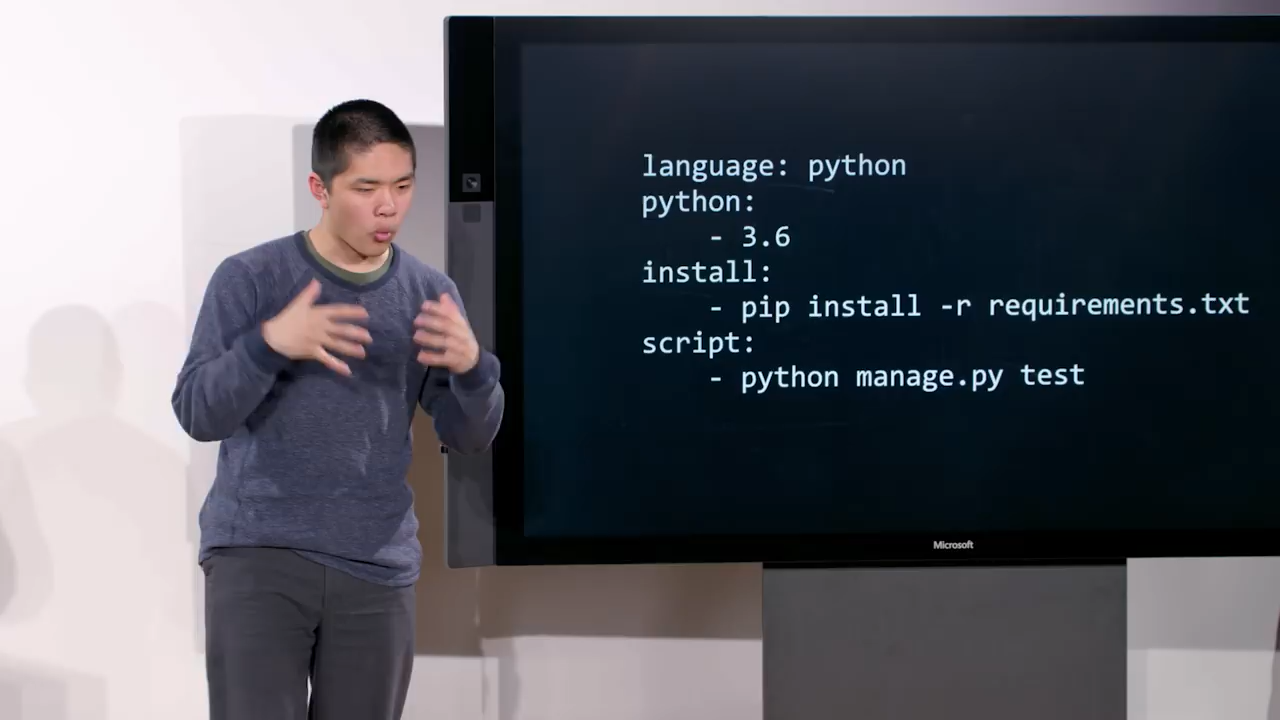 language: python
python:
- 3.6
install:
- pip install -r requirements.txt
script:
- python manage.py test
Microsoft